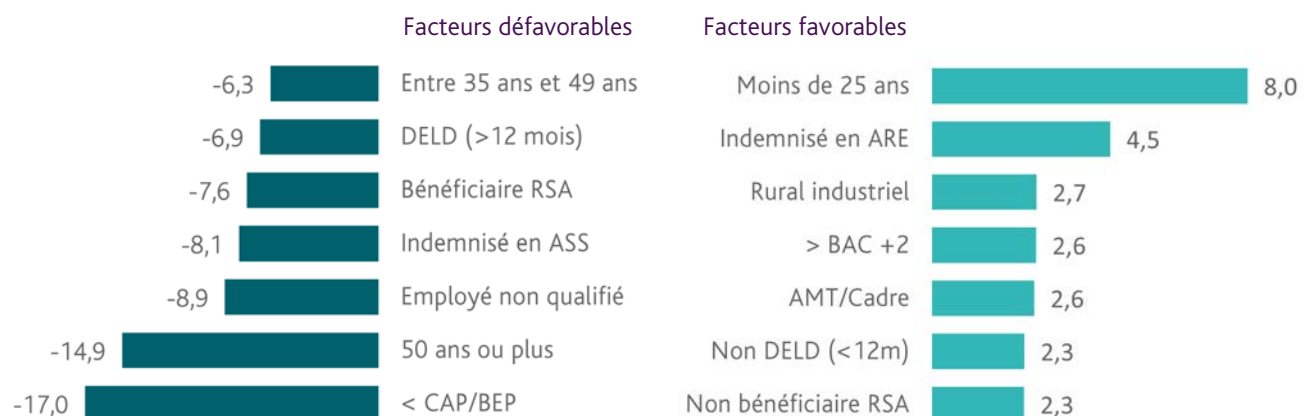 Facteurs défavorables Facteurs favorables
-6,3 Entre 35 ans et 49 ans Moins de 25 ans 8,0
-6,9 DELD (>12 mois) Indemnisé en ARE 4,5
-7,6 Bénéficiaire RSA Rural industriel 2,7
-8,1 Indemnisé en ASS > BAC +2 2,6
-8,9 Employé non qualifié AMT/Cadre 2,6
-14,9 50 ans ou plus Non DELD (<12m) 2,3
-17,0 < CAP/BEP Non bénéficiaire RSA 2,3